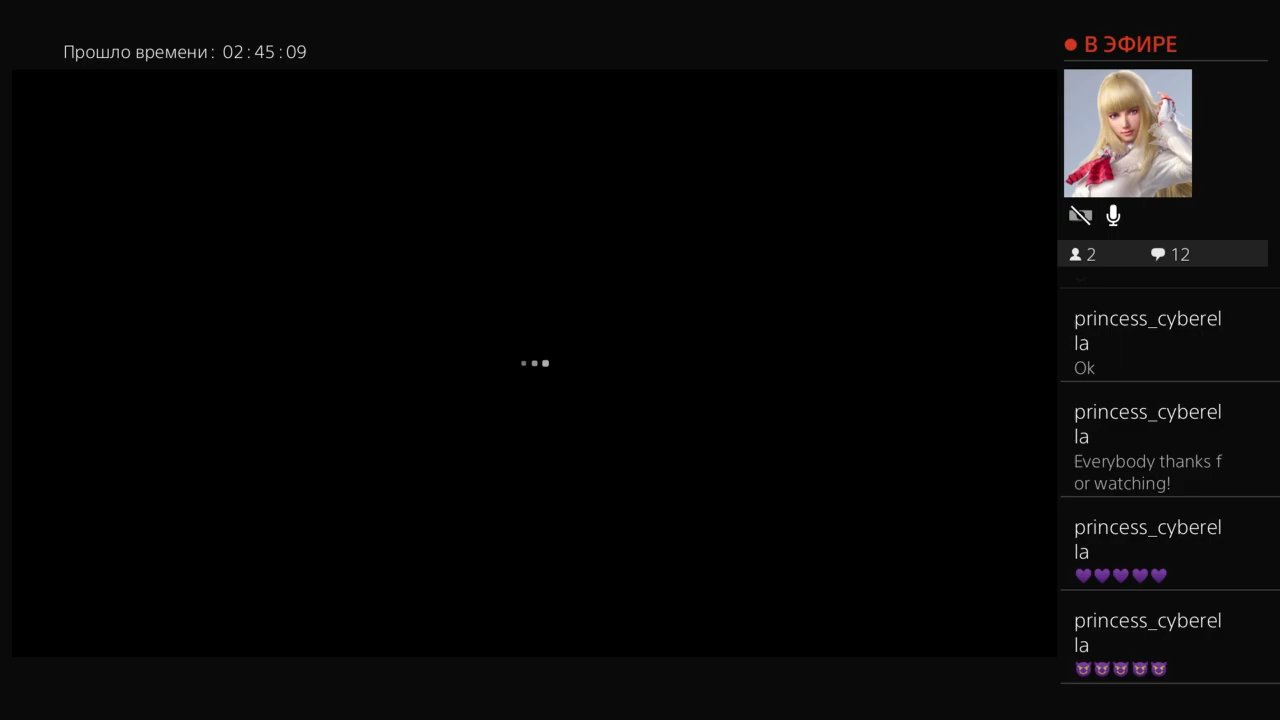 Прошло времени: 02:45:09
В ЭФИРЕ
2 12
princess_cyberel
la
Ok
princess_cyberel
la
Everybody thanks f
or watching!
princess_cyberel
la
💜💜💜💜💜
princess_cyberel
la
😈😈😈😈😈